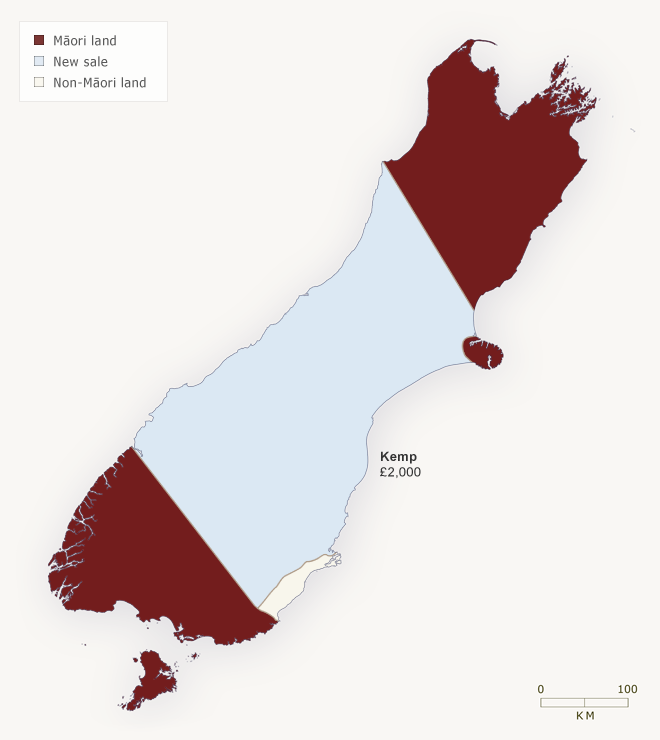 Māori land
New sale
Non-Māori land
Kemp
£2,000
0 100
KM